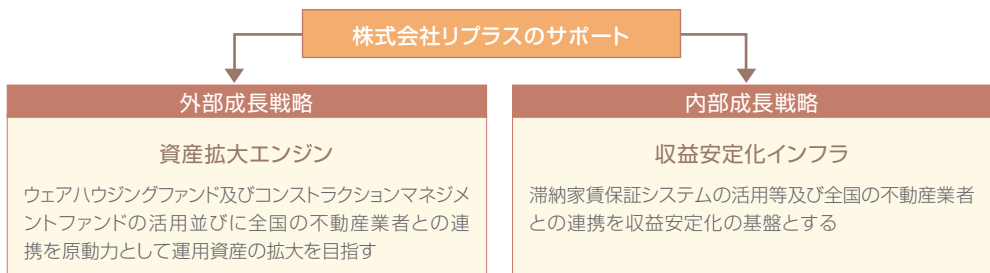 株式会社リプラスのサポート
外部成長戦略
資産拡大エンジン
ウェアハウジングファンド及びコンストラクションマネジメ
ントファンドの活用並びに全国の不動産業者との連
携を原動力として運用資産の拡大を目指す
内部成長戦略
収益安定化インフラ
滞納家賃保証システムの活用等及び全国の不動産業者
との連携を収益安定化の基盤とする